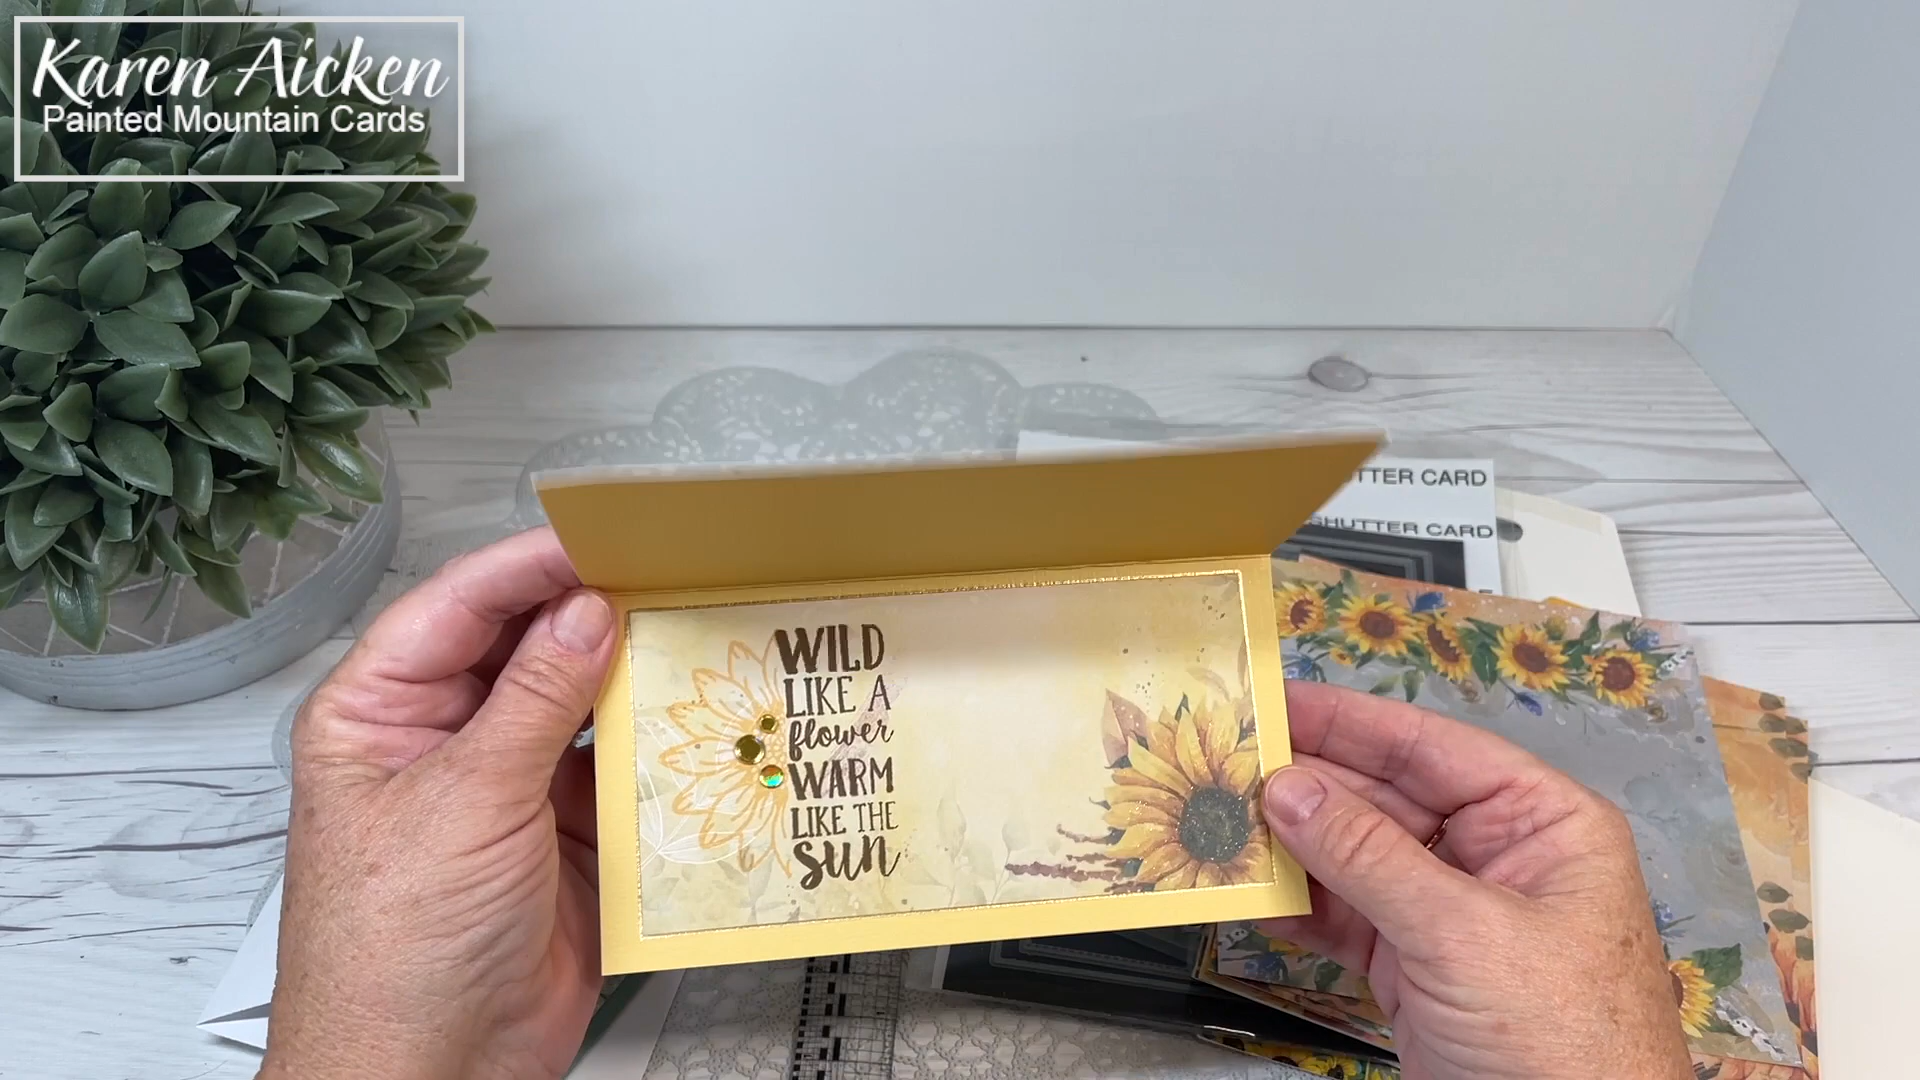 Karen Aicken
Painted Mountain Cards
WILD
LIKE A
flower
WARM
LIKE THE
sun
UTTER CARD
SHUTTER CARD